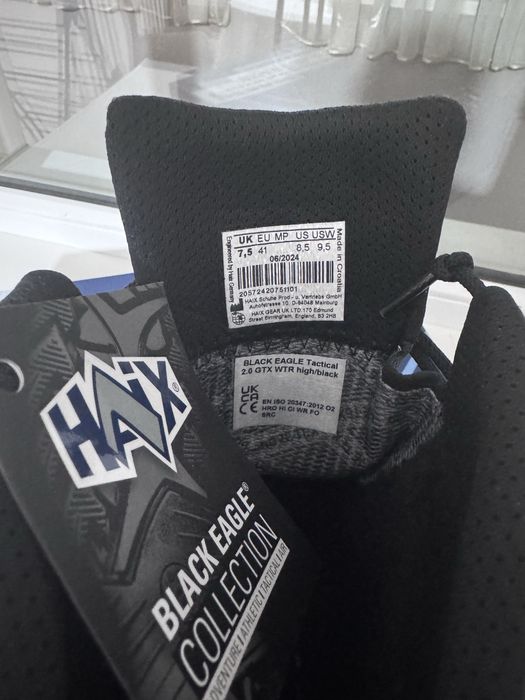 UK EU MP US USW
7,5 41 8,5 9,5
06/2024
20572420751101
HAIX Schuhe Prod - u. Vertriebs GmbH
Auhofstrasse 10, D-84048 Mainburg
HAIX GEAR UK LTD. 170 Edmund
Street Birmingham, England, B3 2HB
Engineered by Haix Germany
Made in Croatia
BLACK EAGLE Tactical
2.0 GTX WTR high/black
UK
CA
CE
EN ISO 20347:2012 O2
HRO HI CI WR FO
SRC
HAIX®
BLACK EAGLE®
COLLECTION
ADVENTURE | ATHLETIC | TACTICAL | AIR